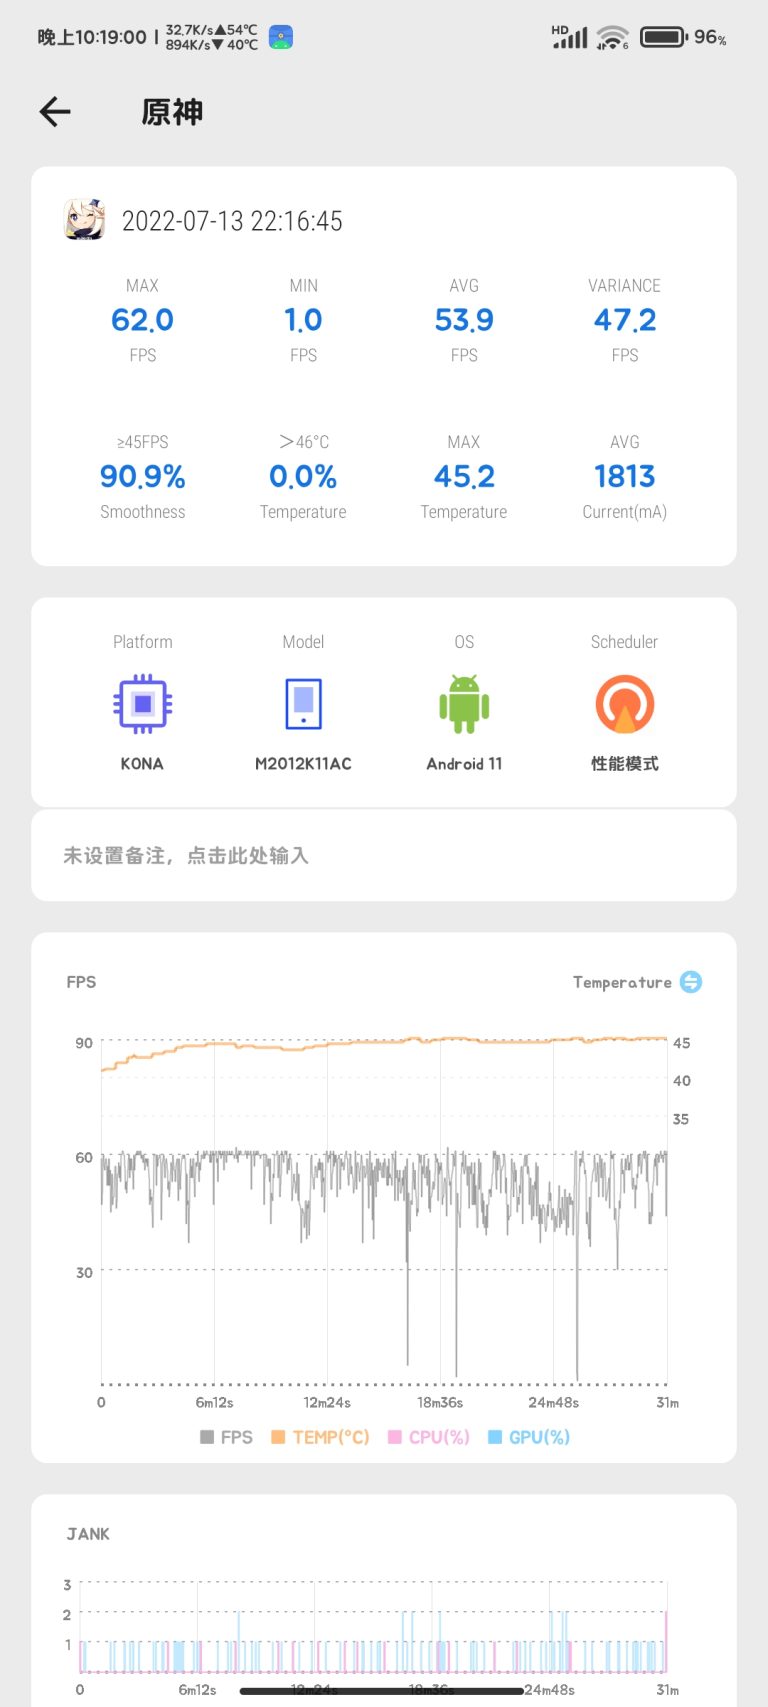 晚上10:19:00 | 32.7K/s▲54℃
894K/s▼ 40℃
HD 6 96%
原神
2022-07-13 22:16:45
MAX MIN AVG VARIANCE
62.0 1.0 53.9 47.2
FPS FPS FPS FPS
≥45FPS >46°C MAX AVG
90.9% 0.0% 45.2 1813
Smoothness Temperature Temperature Current(mA)
Platform Model OS Scheduler
KONA M2012K11AC Android 11 性能模式
未设置备注，点击此处输入
FPS Temperature
90 45
40
35
60
30
0 6m12s 12m24s 18m36s 24m48s 31m
FPS TEMP(°C) CPU(%) GPU(%)
JANK
3
2
1
0 6m12s 12m24s 18m36s 24m48s 31m